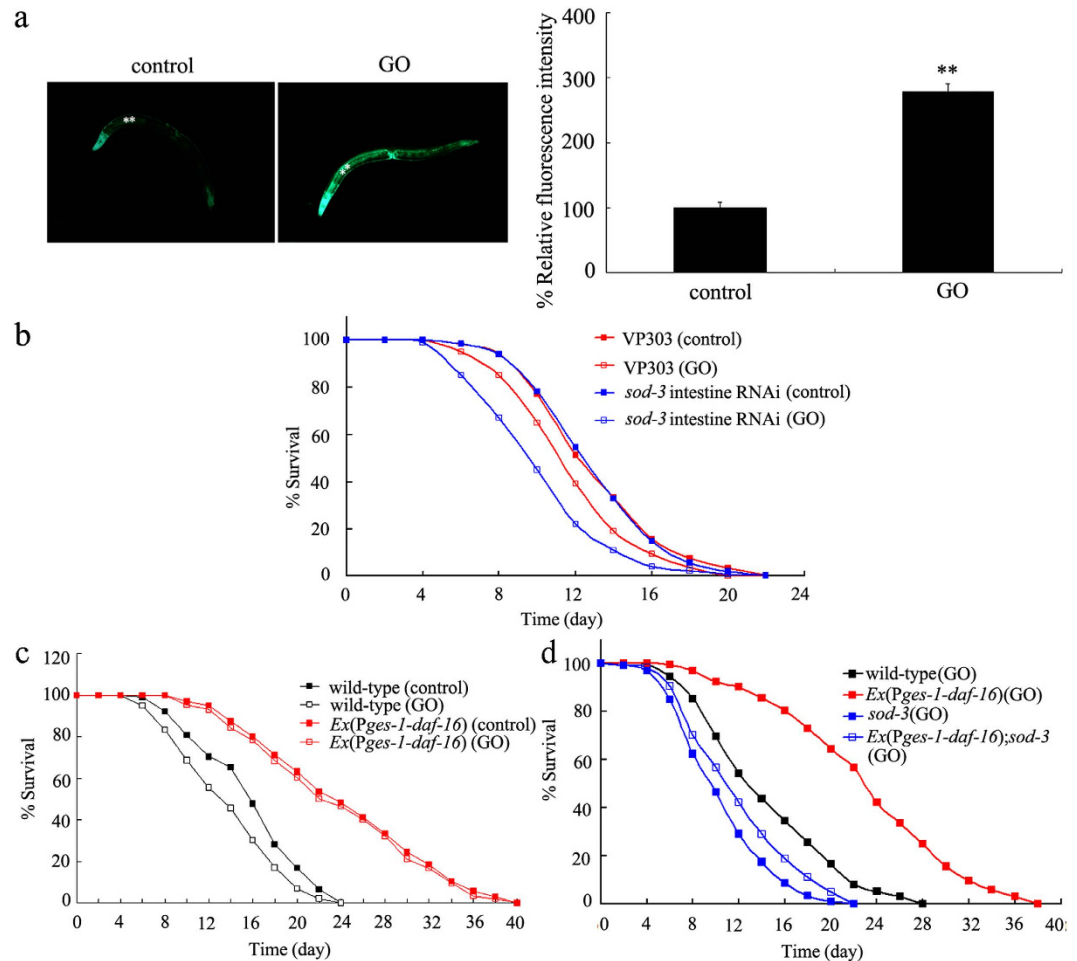 a
control
GO
**
**
% Relative fluorescence intensity
400
300
200
100
0
**
control
GO
b
% Survival
100
80
60
40
20
0
0 4 8 12 16 20 24
Time (day)
VP303 (control)
VP303 (GO)
sod-3 intestine RNAi (control)
sod-3 intestine RNAi (GO)
c
% Survival
120
100
80
60
40
20
0
0 4 8 12 16 20 24 28 32 36 40
Time (day)
wild-type (control)
wild-type (GO)
Ex(Pges-1-daf-16) (control)
Ex(Pges-1-daf-16) (GO)
d
% Survival
100
80
60
40
20
0
0 4 8 12 16 20 24 28 32 36 40
Time (day)
wild-type(GO)
Ex(Pges-1-daf-16)(GO)
sod-3(GO)
Ex(Pges-1-daf-16);sod-3
(GO)